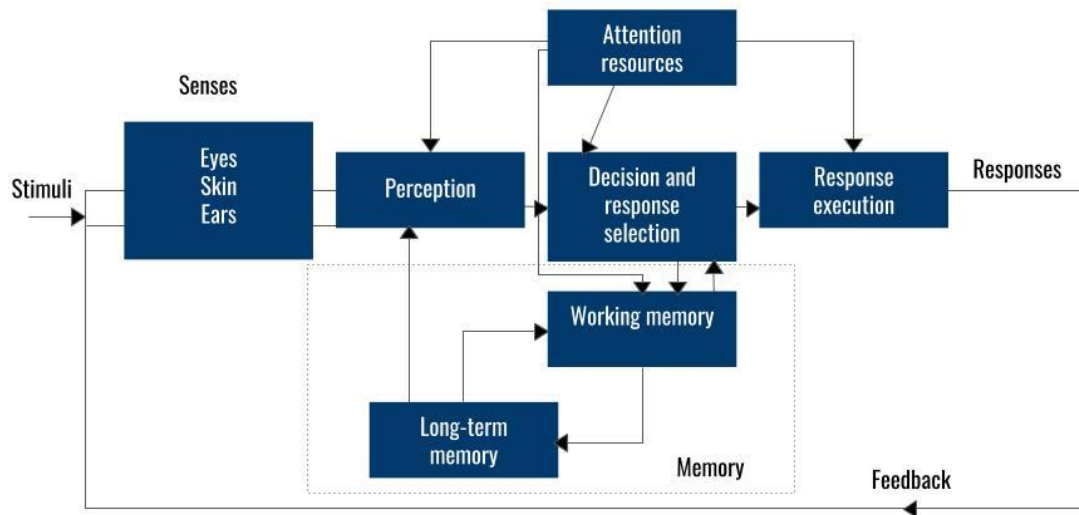 Attention
resources
Senses
Eyes
Skin
Ears
Stimuli
Perception
Decision and
response
selection
Response
execution
Responses
Working memory
Long-term
memory
Memory
Feedback